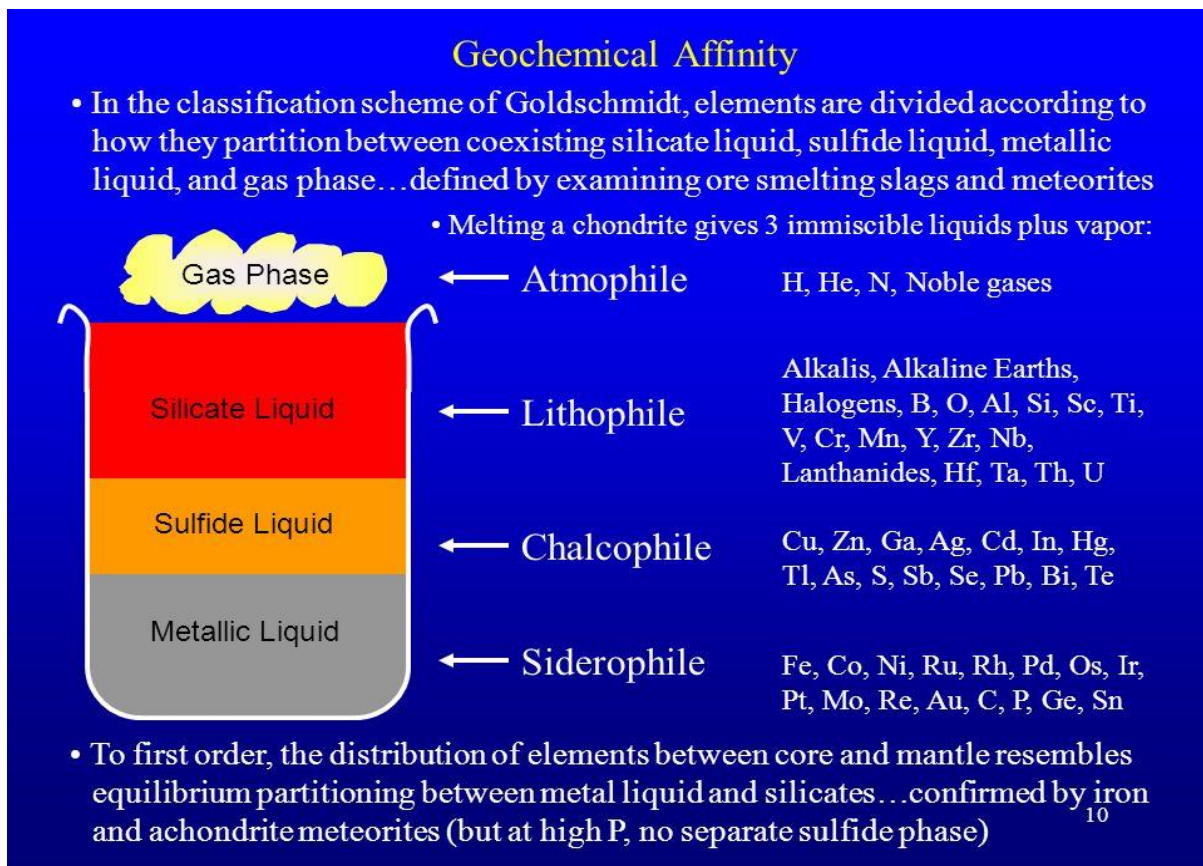 Geochemical Affinity
• In the classification scheme of Goldschmidt, elements are divided according to
how they partition between coexisting silicate liquid, sulfide liquid, metallic
liquid, and gas phase…defined by examining ore smelting slags and meteorites
• Melting a chondrite gives 3 immiscible liquids plus vapor:
Gas Phase
Atmophile
H, He, N, Noble gases
Silicate Liquid
Lithophile
Alkalis, Alkaline Earths,
Halogens, B, O, Al, Si, Sc, Ti,
V, Cr, Mn, Y, Zr, Nb,
Lanthanides, Hf, Ta, Th, U
Sulfide Liquid
Chalcophile
Cu, Zn, Ga, Ag, Cd, In, Hg,
Tl, As, S, Sb, Se, Pb, Bi, Te
Metallic Liquid
Siderophile
Fe, Co, Ni, Ru, Rh, Pd, Os, Ir,
Pt, Mo, Re, Au, C, P, Ge, Sn
• To first order, the distribution of elements between core and mantle resembles
equilibrium partitioning between metal liquid and silicates…confirmed by iron
and achondrite meteorites (but at high P, no separate sulfide phase)
10